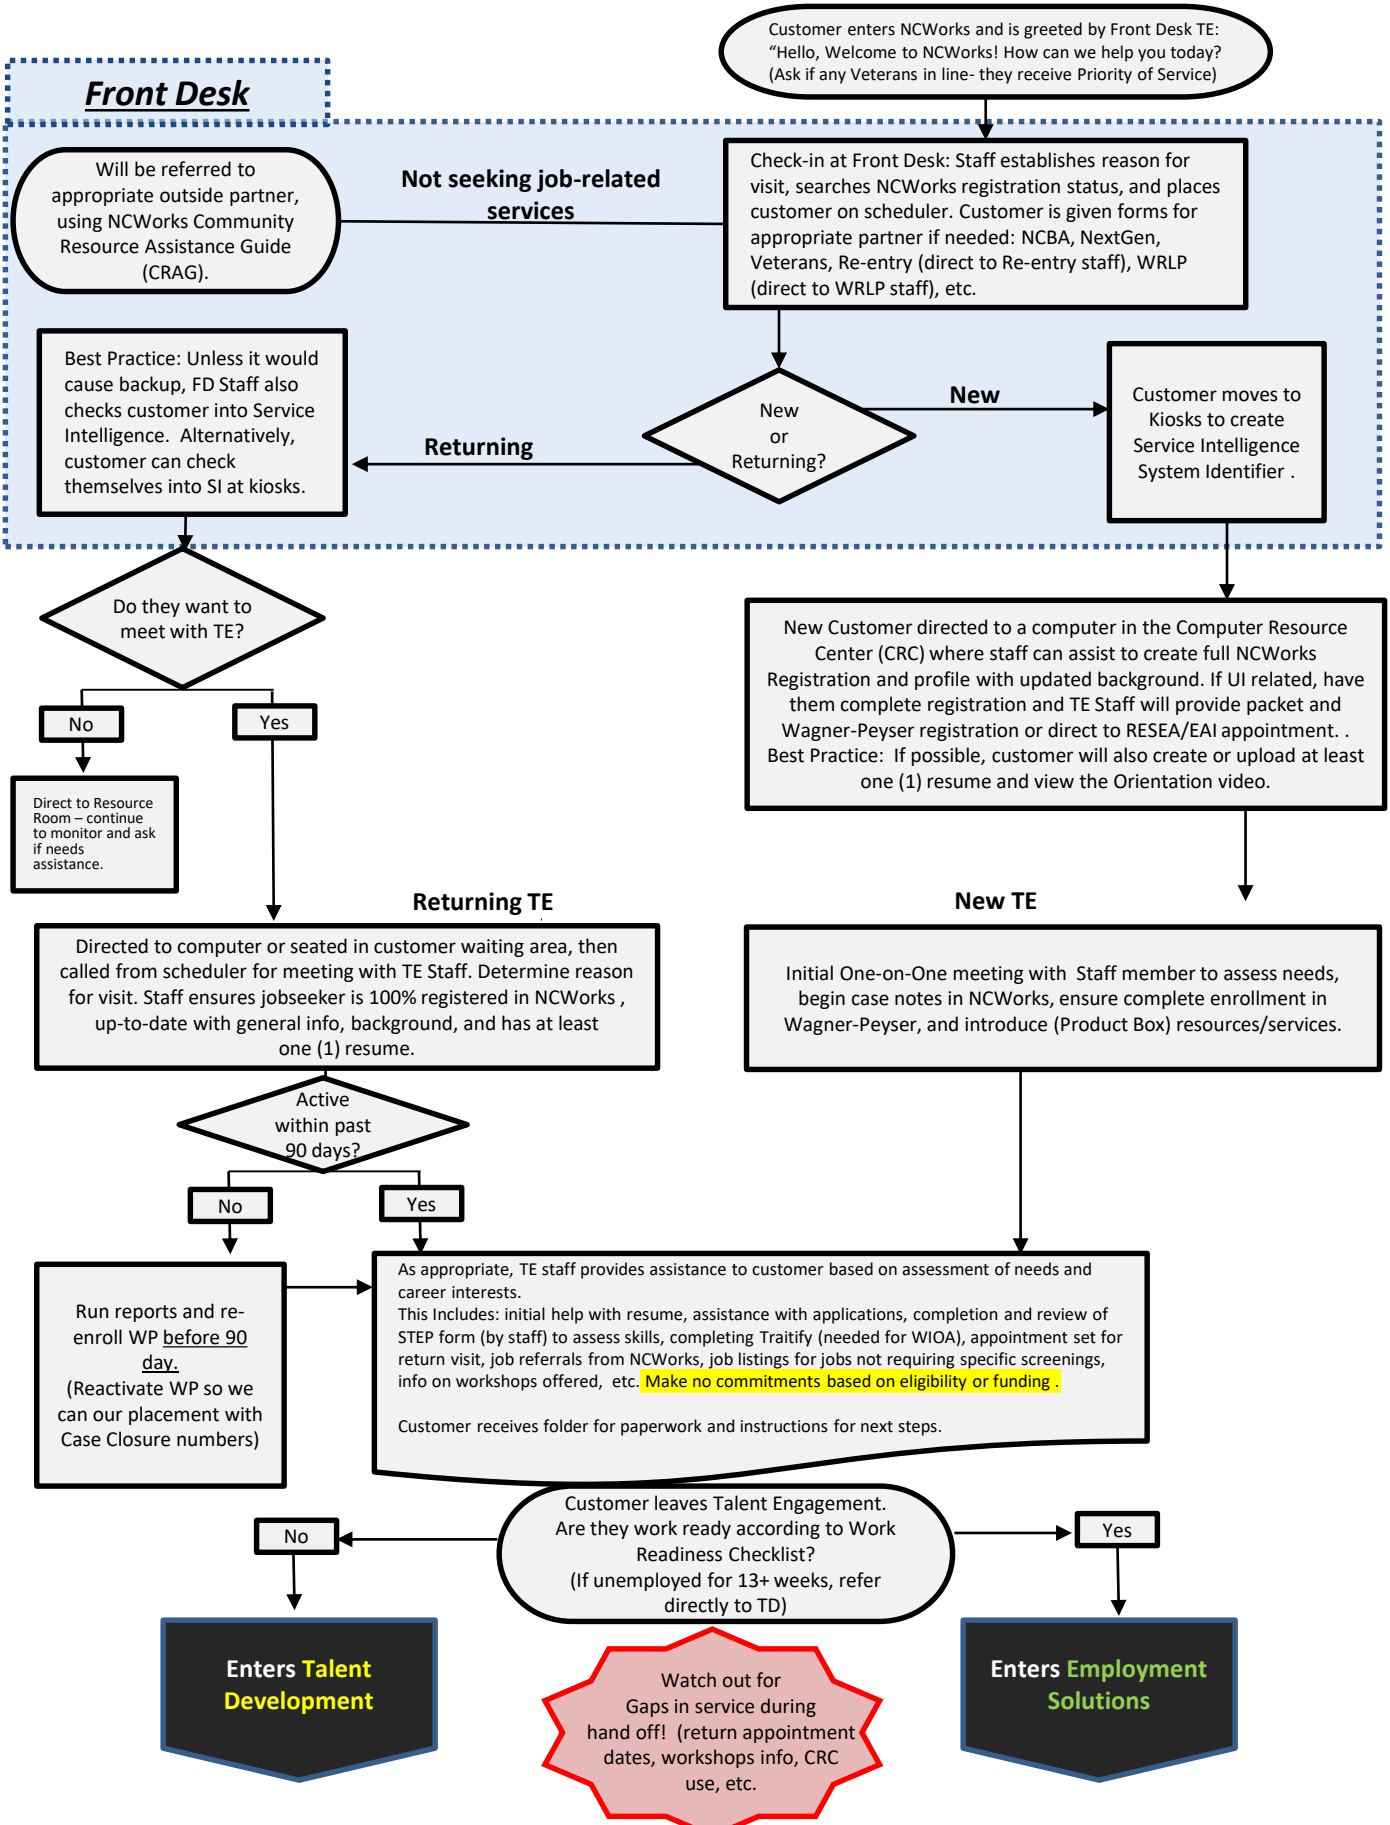 Customer enters NCWorks and is greeted by Front Desk TE:
“Hello, Welcome to NCWorks! How can we help you today?
(Ask if any Veterans in line- they receive Priority of Service)
Front Desk
Will be referred to
appropriate outside partner,
using NCWorks Community
Resource Assistance Guide
(CRAG).
Not seeking job-related
services
Check-in at Front Desk: Staff establishes reason for
visit, searches NCWorks registration status, and places
customer on scheduler. Customer is given forms for
appropriate partner if needed: NCBA, NextGen,
Veterans, Re-entry (direct to Re-entry staff), WRLP
(direct to WRLP staff), etc.
Best Practice: Unless it would
cause backup, FD Staff also
checks customer into Service
Intelligence.  Alternatively,
customer can check
themselves into SI at kiosks.
Returning
New
or
Returning?
New
Customer moves to
Kiosks to create
Service Intelligence
System Identifier .
Do they want to
meet with TE?
No
Yes
Direct to Resource
Room – continue
to monitor and ask
if needs
assistance.
New Customer directed to a computer in the Computer Resource
Center (CRC) where staff can assist to create full NCWorks
Registration and profile with updated background. If UI related, have
them complete registration and TE Staff will provide packet and
Wagner-Peyser registration or direct to RESEA/EAI appointment. .
Best Practice:  If possible, customer will also create or upload at least
one (1) resume and view the Orientation video.
Returning TE
New TE
Directed to computer or seated in customer waiting area, then
called from scheduler for meeting with TE Staff. Determine reason
for visit. Staff ensures jobseeker is 100% registered in NCWorks ,
up-to-date with general info, background, and has at least
one (1) resume.
Initial One-on-One meeting with  Staff member to assess needs,
begin case notes in NCWorks, ensure complete enrollment in
Wagner-Peyser, and introduce (Product Box) resources/services.
Active
within past
90 days?
No
Yes
Run reports and re-
enroll WP before 90
day.
(Reactivate WP so we
can our placement with
Case Closure numbers)
As appropriate, TE staff provides assistance to customer based on assessment of needs and
career interests.
This Includes: initial help with resume, assistance with applications, completion and review of
STEP form (by staff) to assess skills, completing Traitify (needed for WIOA), appointment set for
return visit, job referrals from NCWorks, job listings for jobs not requiring specific screenings,
info on workshops offered,  etc. Make no commitments based on eligibility or funding .
Customer receives folder for paperwork and instructions for next steps.
Customer leaves Talent Engagement.
Are they work ready according to Work
Readiness Checklist?
(If unemployed for 13+ weeks, refer
directly to TD)
No
Yes
Enters Talent
Development
Enters Employment
Solutions
Watch out for
Gaps in service during
hand off!  (return appointment
dates, workshops info, CRC
use, etc.